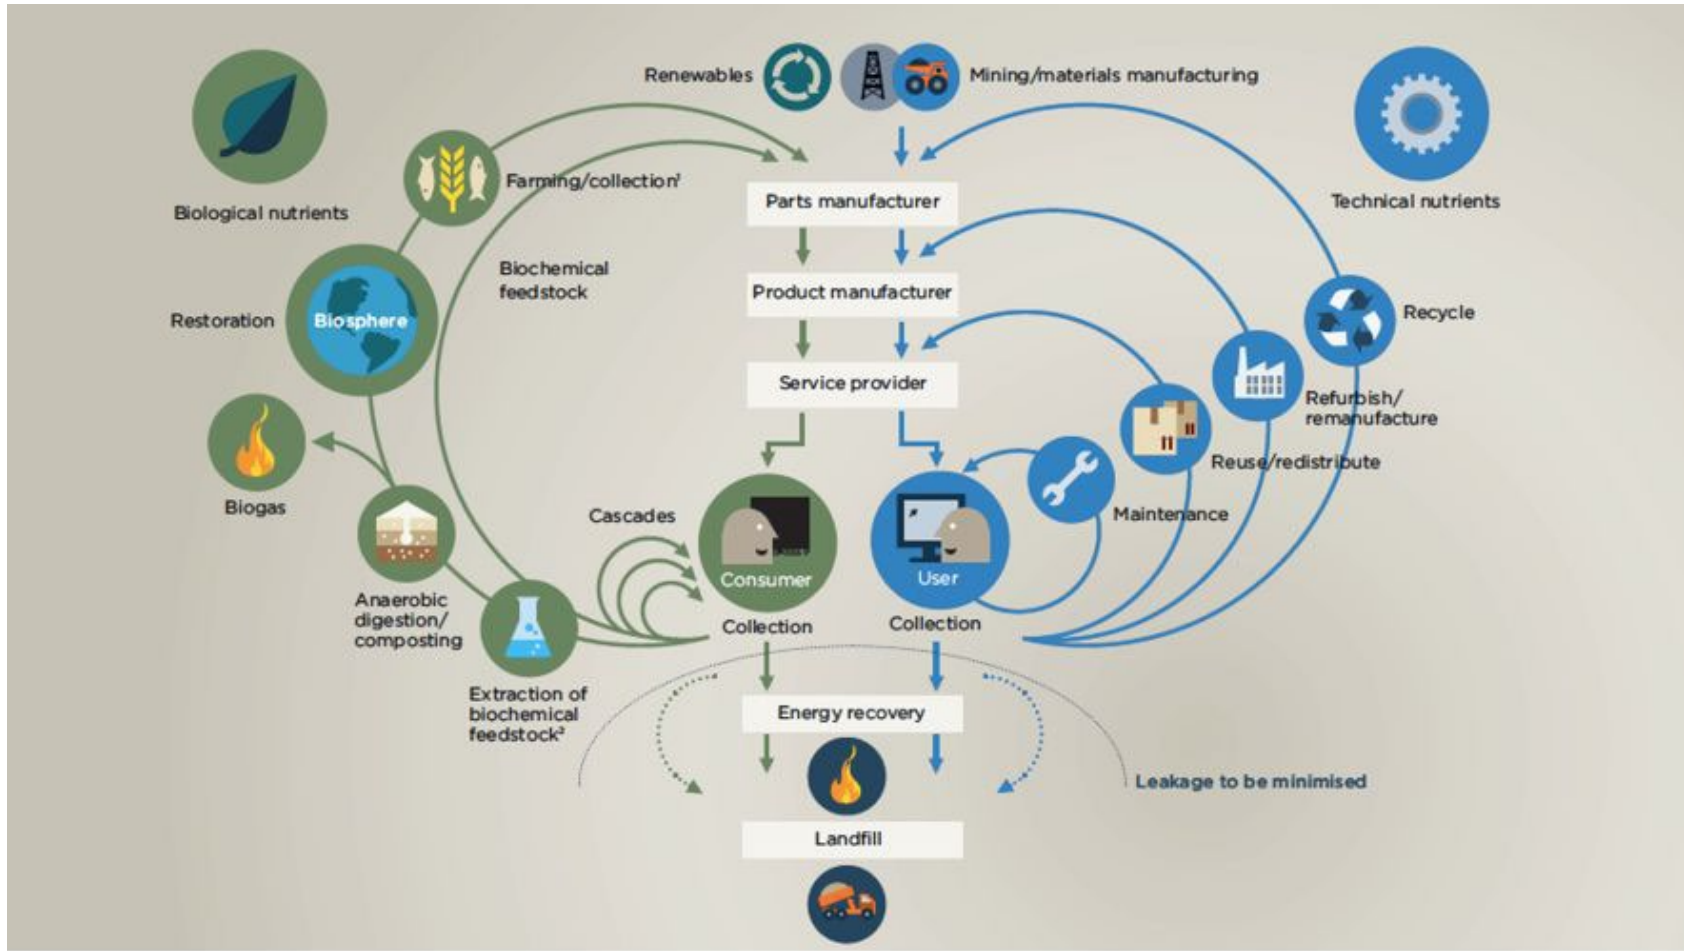 Renewables
Mining/materials manufacturing
Biological nutrients
Technical nutrients
Farming/collection¹
Parts manufacturer
Biochemical
feedstock
Product manufacturer
Restoration
Biosphere
Recycle
Service provider
Refurbish/
remanufacture
Reuse/redistribute
Biogas
Cascades
Maintenance
Consumer
User
Anaerobic
digestion/
composting
Collection
Collection
Extraction of
biochemical
feedstock²
Energy recovery
Leakage to be minimised
Landfill